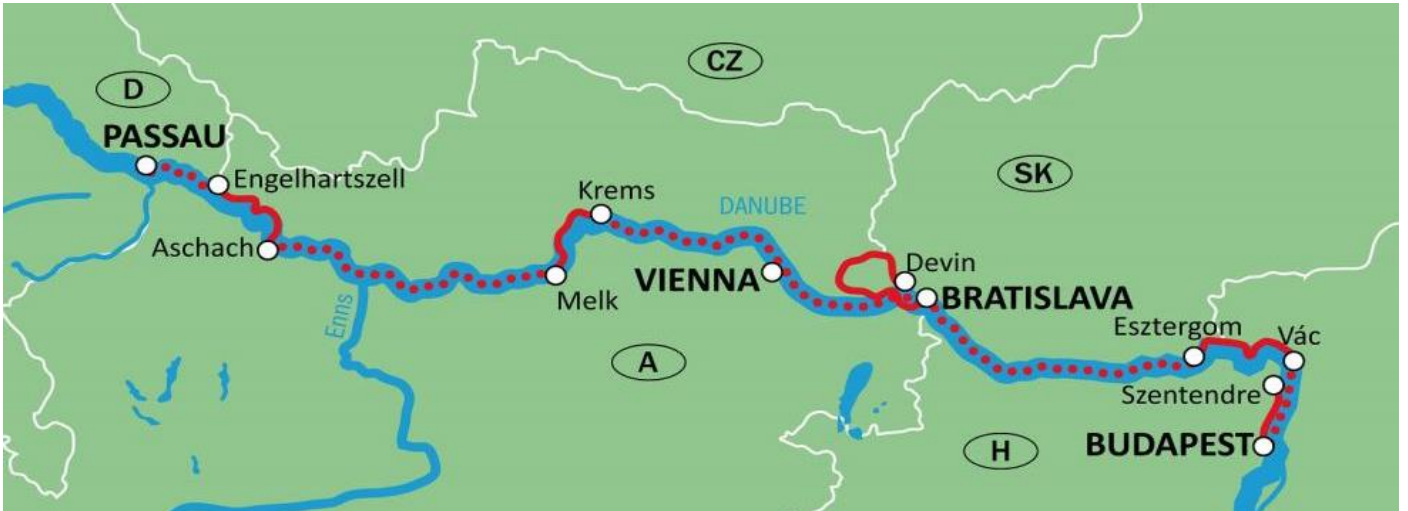 CZ
D
PASSAU
Engelhartszell
SK
Krems
DANUBE
Aschach
Devin
VIENNA
BRATISLAVA
Melk
Enns
Esztergom
Vác
A
Szentendre
H
BUDAPEST